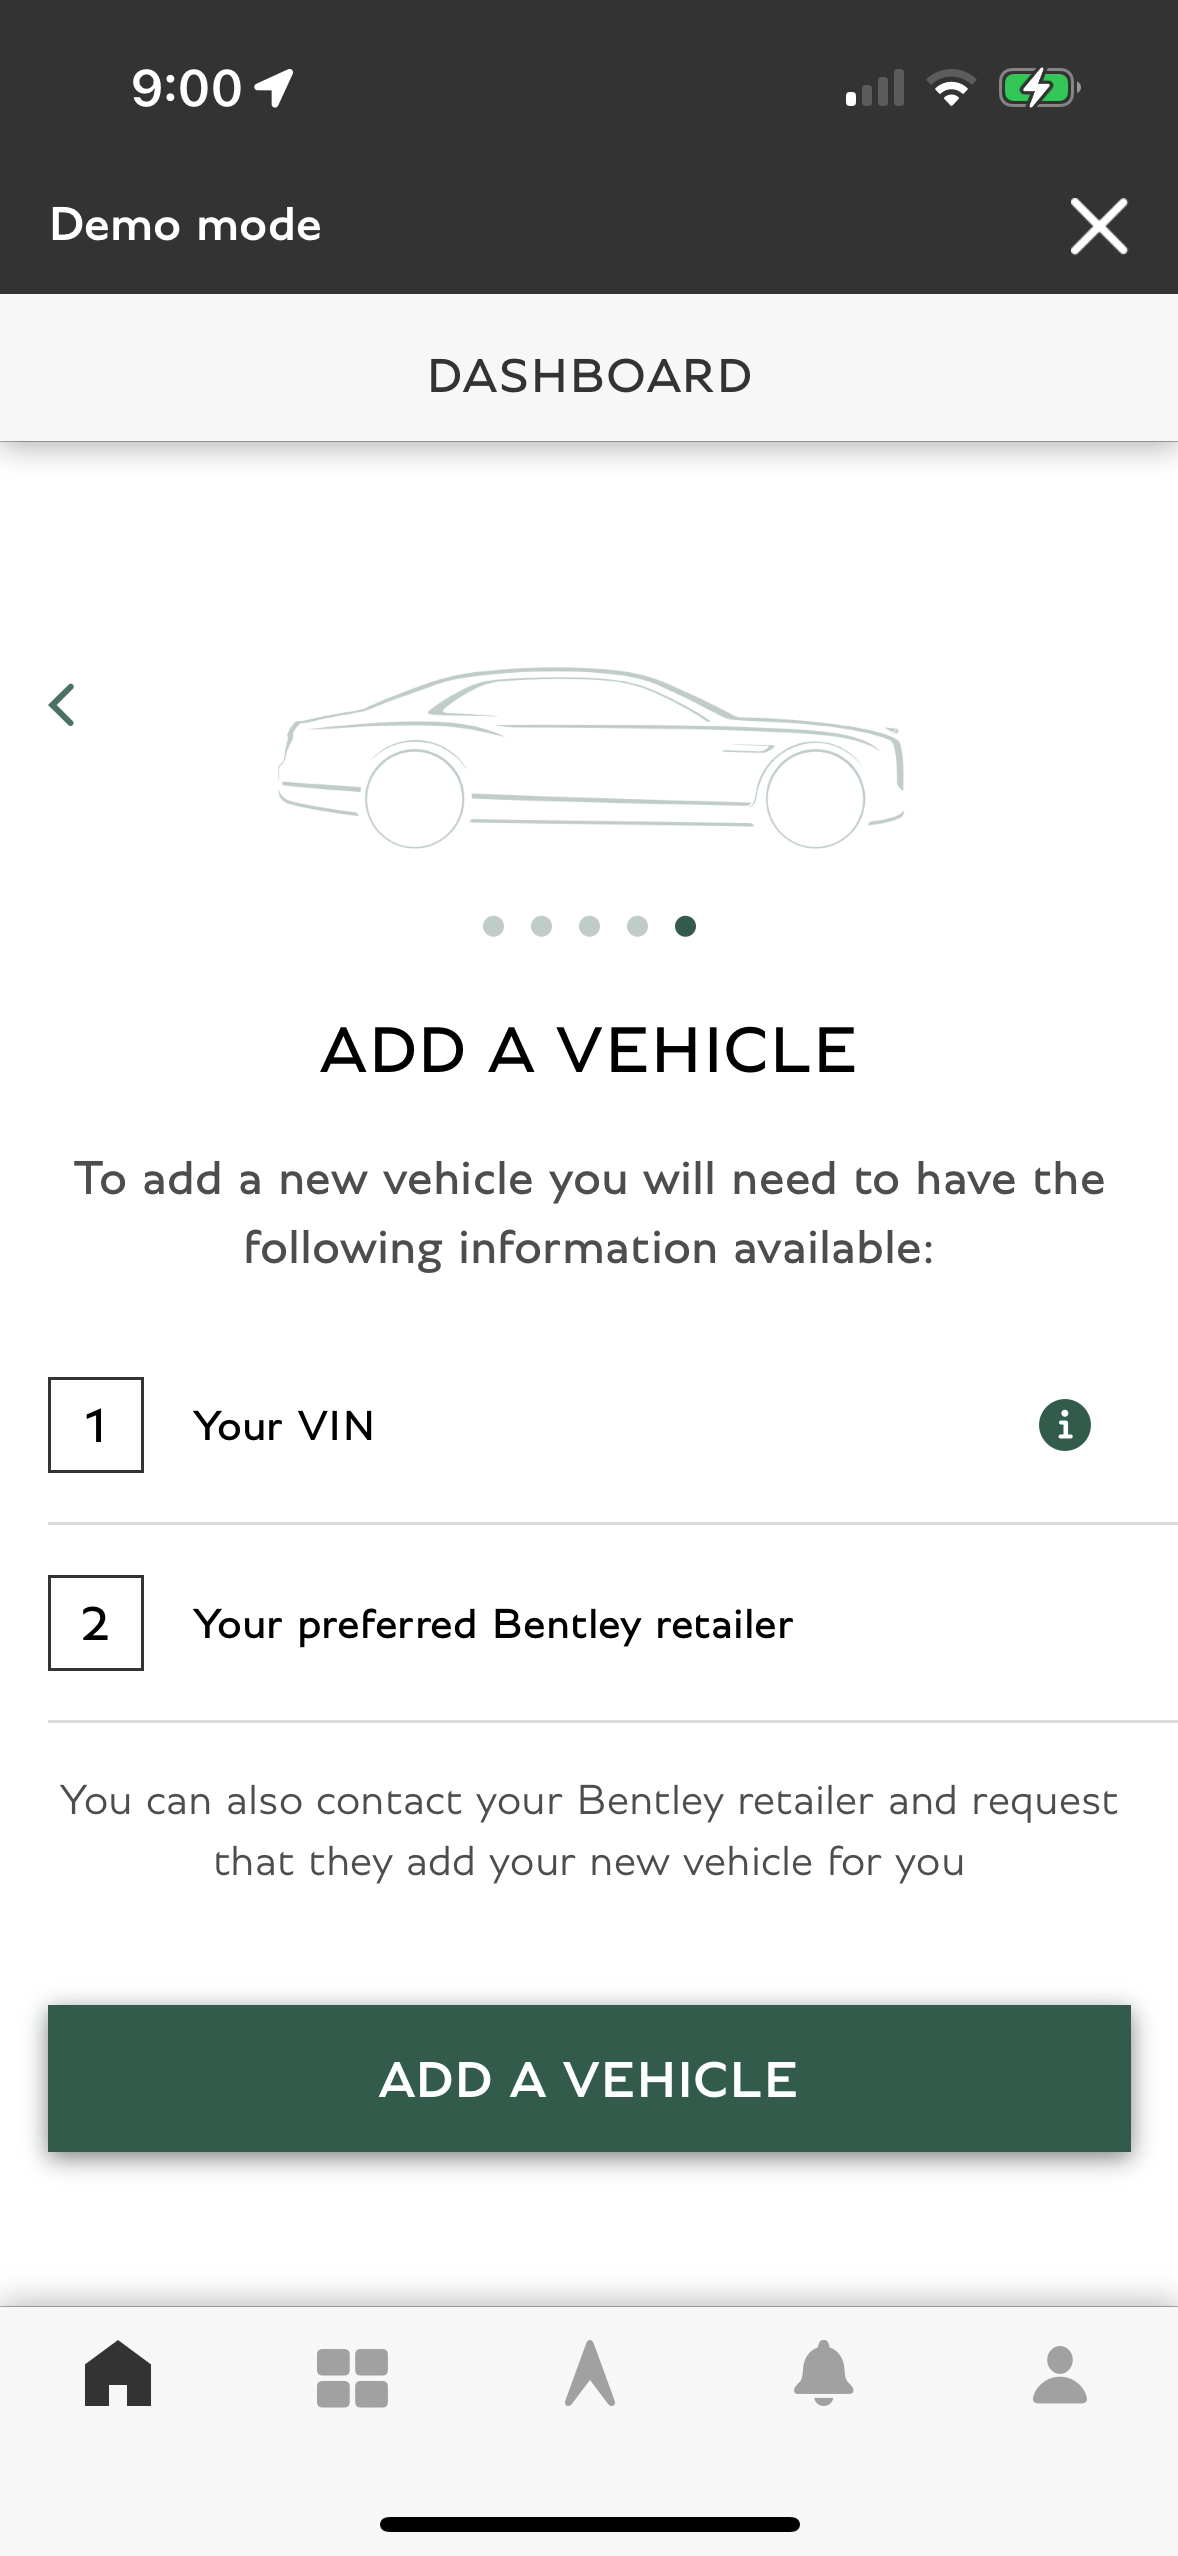 9:00
Demo mode
DASHBOARD
ADD A VEHICLE
To add a new vehicle you will need to have the
following information available:
1 Your VIN
2 Your preferred Bentley retailer
You can also contact your Bentley retailer and request
that they add your new vehicle for you
ADD A VEHICLE